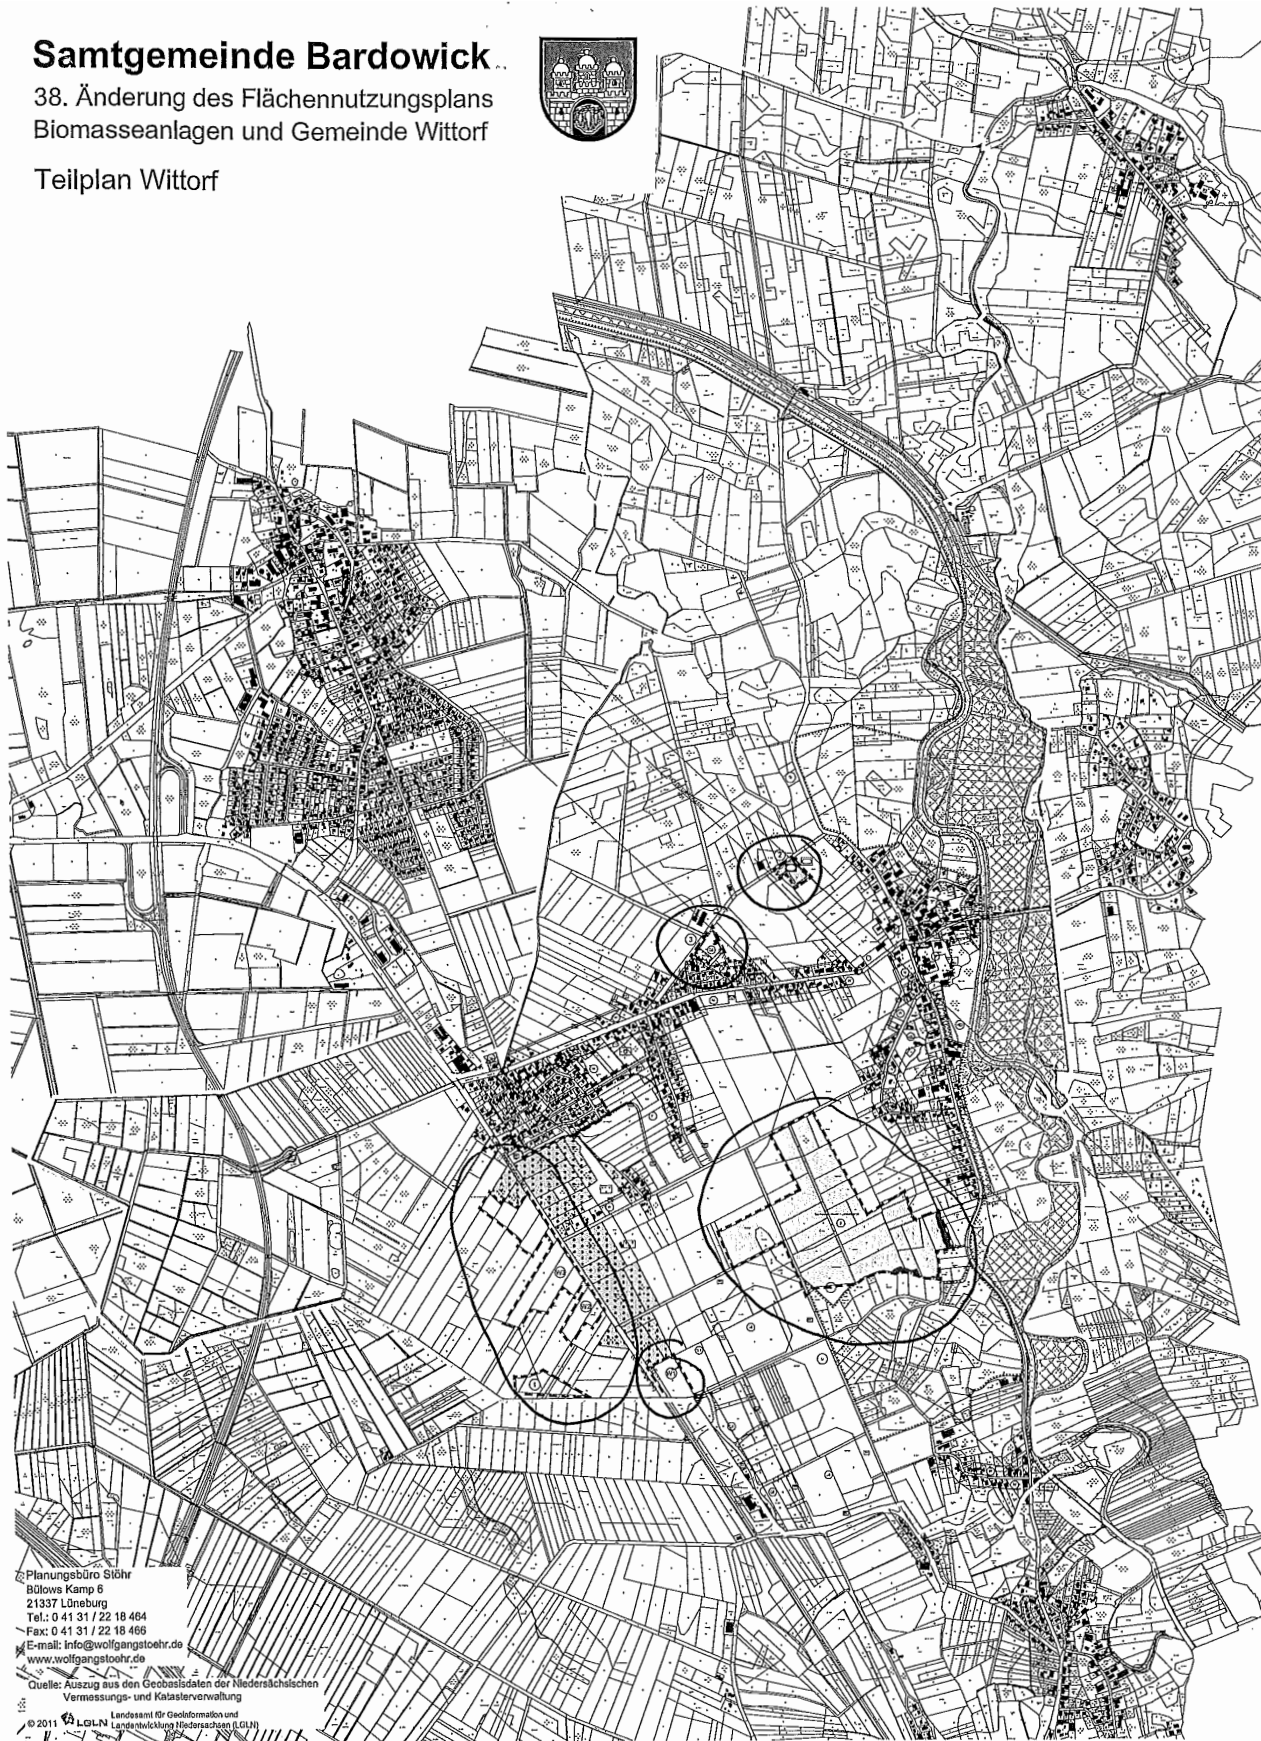 Samtgemeinde Bardowick
38. Änderung des Flächennutzungsplans
Biomasseanlagen und Gemeinde Wittorf
Teilplan Wittorf
Planungsbüro Stöhr
Bülows Kamp 6
21337 Lüneburg
Tel.: 0 41 31 / 22 18 464
Fax: 0 41 31 / 22 18 466
E-mail: info@wolfgangstoehr.de
www.wolfgangstoehr.de
Quelle: Auszug aus den Geobasisdaten der Niedersächsischen
Vermessungs- und Katasterverwaltung
© 2011 LGLN Landesamt für Geoinformation und
Landentwicklung Niedersachsen (LGLN)